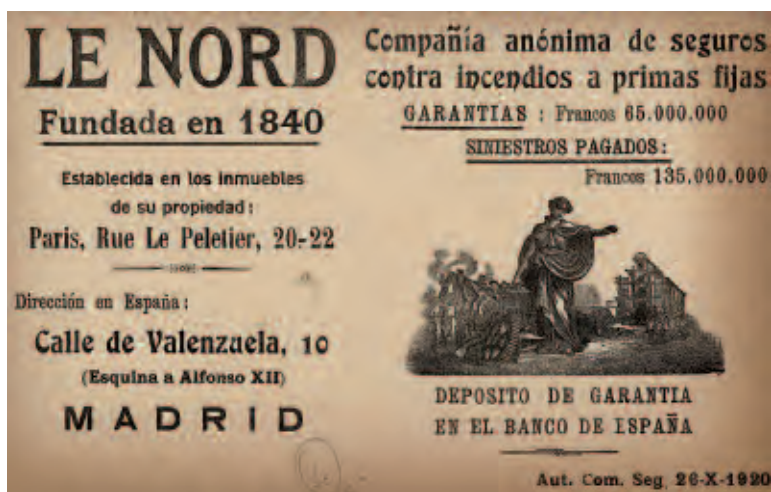 LE NORD
Fundada en 1840
Establecida en los inmuebles
de su propiedad:
Paris, Rue Le Peletier, 20-22
Dirección en España:
Calle de Valenzuela, 10
(Esquina a Alfonso XII)
MADRID
Compañía anónima de seguros
contra incendios a primas fijas
GARANTIAS : Francos 65.000.000
SINIESTROS PAGADOS:
Francos 135.000.000
DEPOSITO DE GARANTIA
EN EL BANCO DE ESPAÑA
Aut. Com. Seg. 26-X-1920